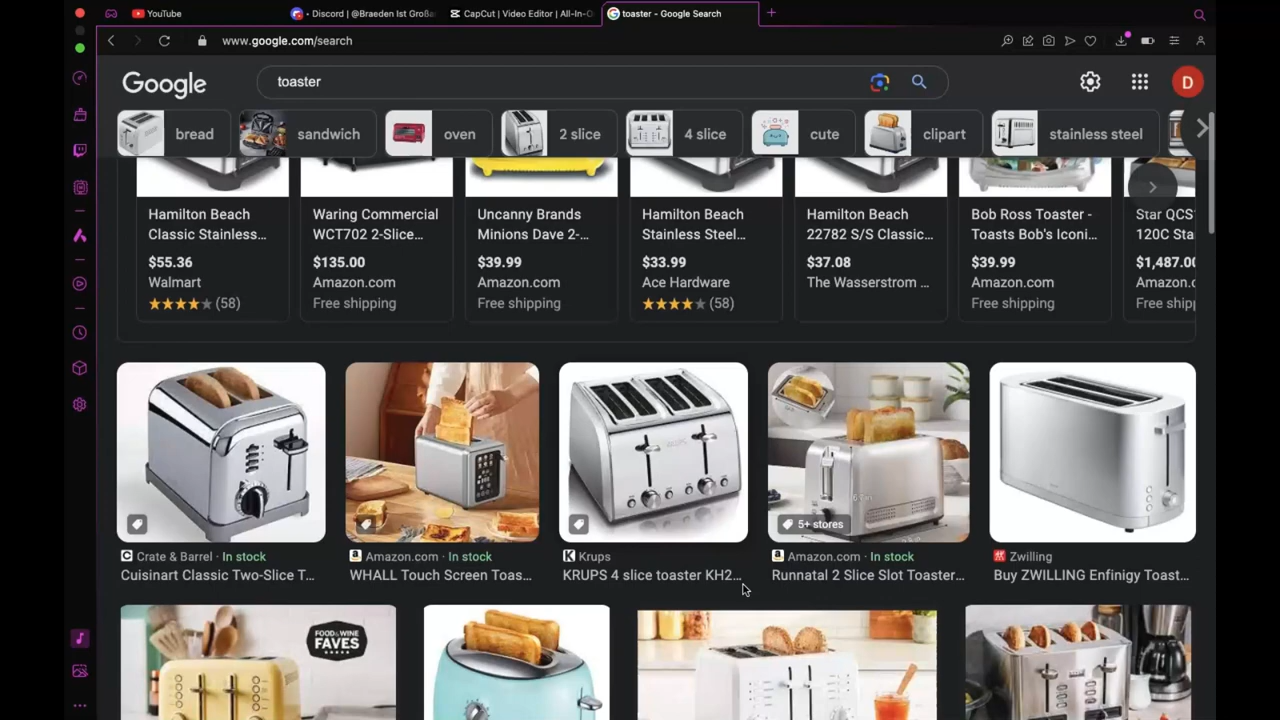 YouTube
Discord | @Braeden 1st Großa
CapCut | Video Editor | All-In-O
toaster - Google Search
www.google.com/search
Google
toaster
D
bread
sandwich
oven
2 slice
4 slice
cute
clipart
stainless steel
Hamilton Beach
Classic Stainless...
$55.36
Walmart
(58)
Waring Commercial
WCT702 2-Slice...
$135.00
Amazon.com
Free shipping
Uncanny Brands
Minions Dave 2-...
$39.99
Amazon.com
Free shipping
Hamilton Beach
Stainless Steel...
$33.99
Ace Hardware
(58)
Hamilton Beach
22782 S/S Classic...
$37.08
The Wasserstrom ...
Bob Ross Toaster -
Toasts Bob's Iconi...
$39.99
Amazon.com
Free shipping
Star QCS
120C Sta
$1,487.00
Amazon.co
Free shipp
5+ stores
Crate & Barrel · In stock
Cuisinart Classic Two-Slice T...
Amazon.com · In stock
WHALL Touch Screen Toas...
Krups
KRUPS 4 slice toaster KH2...
Amazon.com · In stock
Runnatal 2 Slice Slot Toaster...
Zwilling
Buy ZWILLING Enfinigy Toast...
FOOD & WINE
FAVES